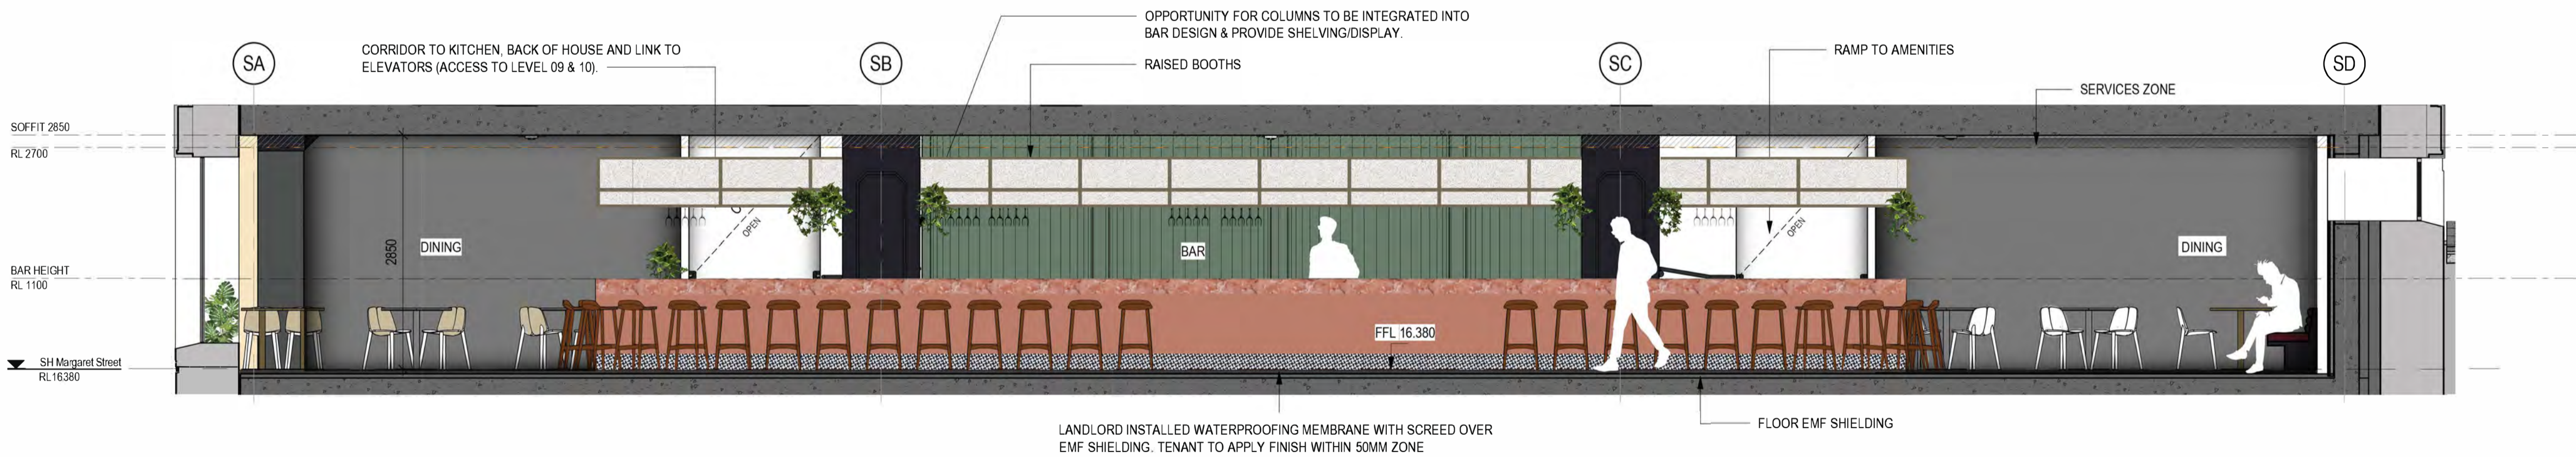 OPPORTUNITY FOR COLUMNS TO BE INTEGRATED INTO
BAR DESIGN & PROVIDE SHELVING/DISPLAY.
CORRIDOR TO KITCHEN, BACK OF HOUSE AND LINK TO
ELEVATORS (ACCESS TO LEVEL 09 & 10).
RAISED BOOTHS
RAMP TO AMENITIES
SERVICES ZONE
SA
SB
SC
SD
SOFFIT 2850
RL 2700
BAR HEIGHT
RL 1100
SH Margaret Street
RL16380
2850
DINING
OPEN
BAR
OPEN
DINING
FFL 16.380
LANDLORD INSTALLED WATERPROOFING MEMBRANE WITH SCREED OVER
EMF SHIELDING. TENANT TO APPLY FINISH WITHIN 50MM ZONE
FLOOR EMF SHIELDING